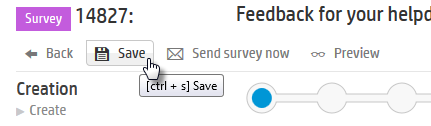 Survey 14827: Feedback for your helpd
Back Save Send survey now Preview
[ctrl + s] Save
Creation
Create